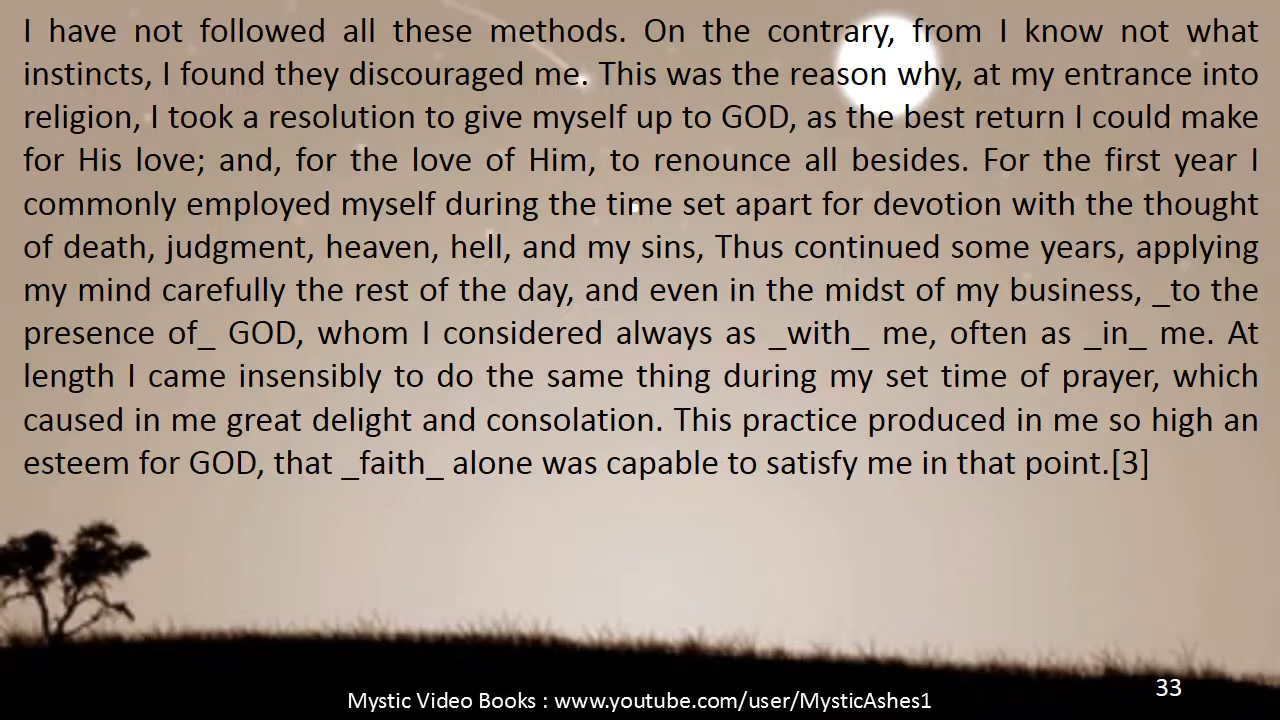 I have not followed all these methods. On the contrary, from I know not what
instincts, I found they discouraged me. This was the reason why, at my entrance into
religion, I took a resolution to give myself up to GOD, as the best return I could make
for His love; and, for the love of Him, to renounce all besides. For the first year I
commonly employed myself during the time set apart for devotion with the thought
of death, judgment, heaven, hell, and my sins, Thus continued some years, applying
my mind carefully the rest of the day, and even in the midst of my business, _to the
presence of_ GOD, whom I considered always as _with_ me, often as _in_ me. At
length I came insensibly to do the same thing during my set time of prayer, which
caused in me great delight and consolation. This practice produced in me so high an
esteem for GOD, that _faith_ alone was capable to satisfy me in that point.[3]
33
Mystic Video Books : www.youtube.com/user/MysticAshes1